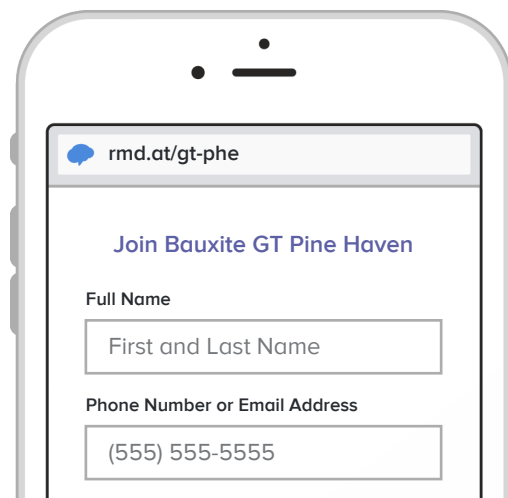 rmd.at/gt-phe
Join Bauxite GT Pine Haven
Full Name
First and Last Name
Phone Number or Email Address
(555) 555-5555